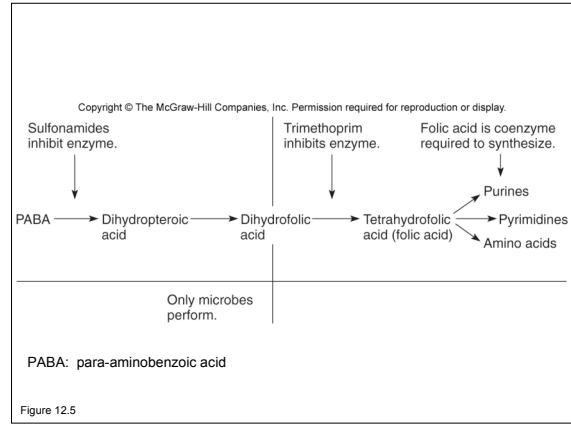 Copyright © The McGraw-Hill Companies, Inc. Permission required for reproduction or display.
Sulfonamides
inhibit enzyme.
Trimethoprim
inhibits enzyme.
Folic acid is coenzyme
required to synthesize.
PABA
Dihydropteroic
acid
Dihydrofolic
acid
Tetrahydrofolic
acid (folic acid)
Purines
Pyrimidines
Amino acids
Only microbes
perform.
PABA: para-aminobenzoic acid
Figure 12.5